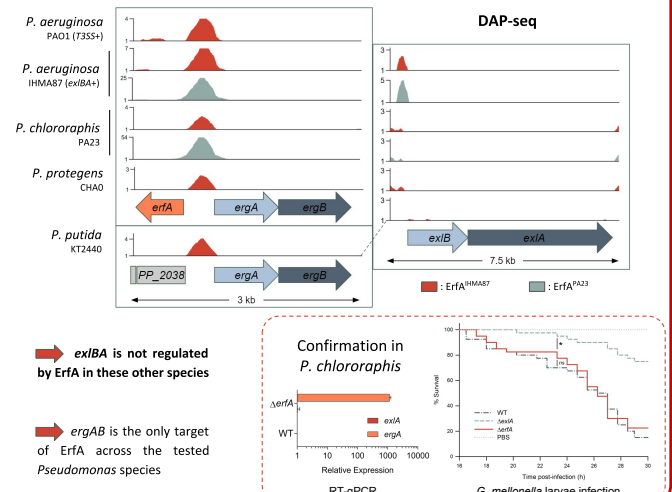 DAP-seq
P. aeruginosa
PAO1 (T3SS+)
4
1
P. aeruginosa
IHMA87 (exlBA+)
7
1
25
1
P. chlororaphis
PA23
4
1
54
1
P. protegens
CHA0
3
1
erfA
ergA
ergB
P. putida
KT2440
4
1
PP_2038
ergA
ergB
3 kb
3
1
5
1
3
1
3
1
3
1
3
1
exlB
exlA
7.5 kb
: ErfA^IHMA87
: ErfA^PA23
exlBA is not regulated
by ErfA in these other species
ergAB is the only target
of ErfA across the tested
Pseudomonas species
Confirmation in
P. chlororaphis
ΔerfA
WT
exlA
ergA
1
10
100
1000
10000
Relative Expression
RT-qPCR
100
80
60
40
20
0
% Survival
*
ns
WT
ΔexlA
ΔerfA
PBS
16
18
20
22
24
26
28
30
Time post-infection (h)
G. mellonella larvae infection